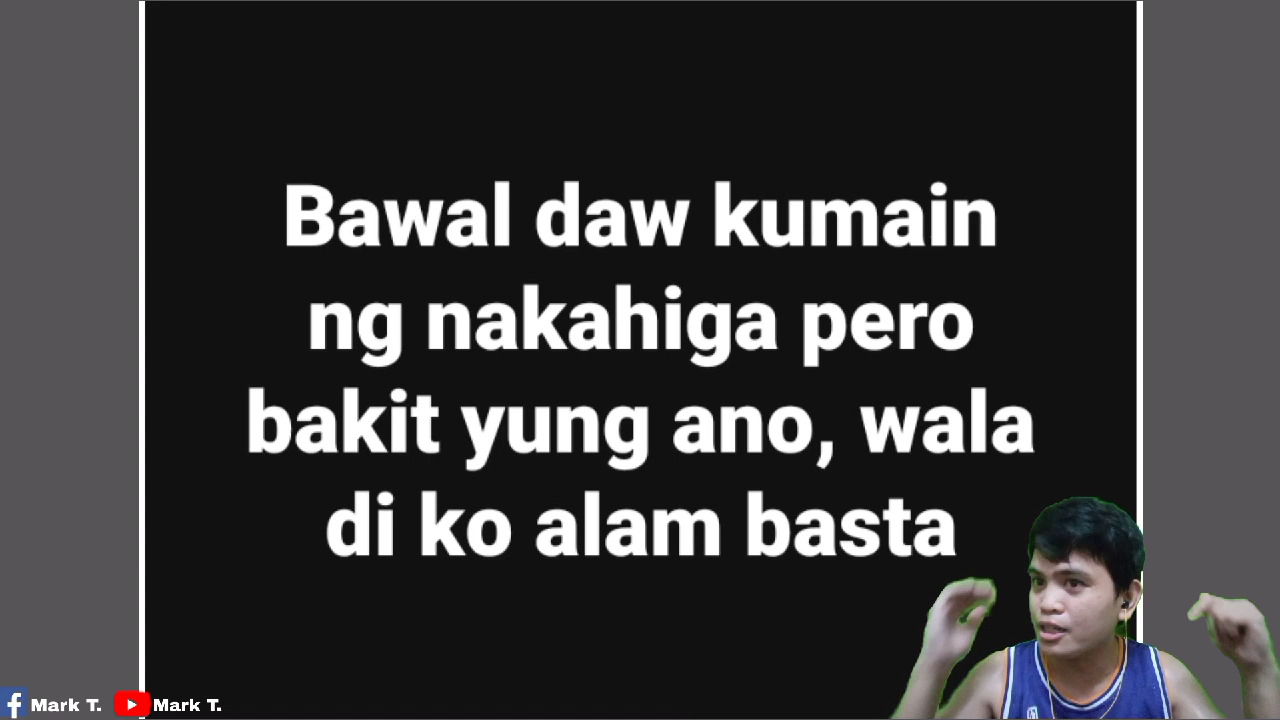 Bawal daw kumain
ng nakahiga pero
bakit yung ano, wala
di ko alam basta
Mark T. Mark T.